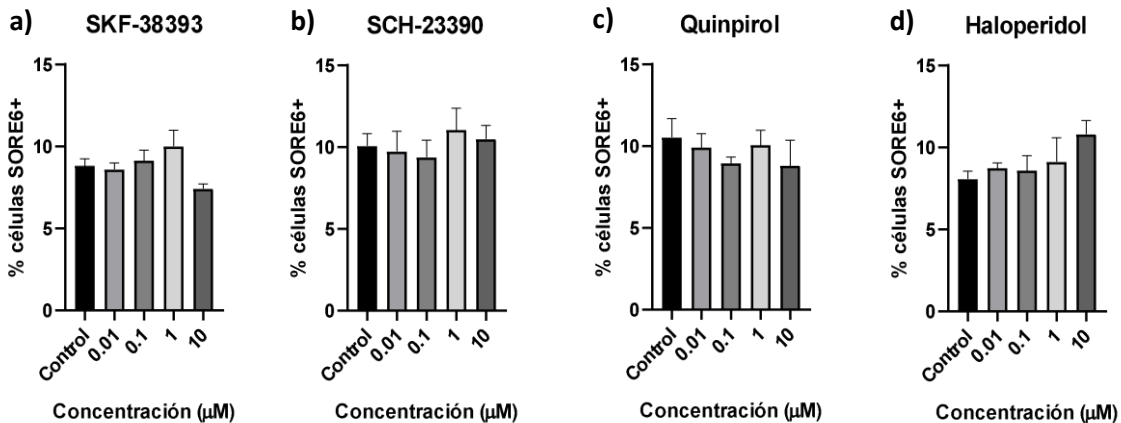 a) SKF-38393
% células SORE6+
15
10
5
0
Control 0.01 0.1 1 10
Concentración (μM)
b) SCH-23390
% células SORE6+
15
10
5
0
Control 0.01 0.1 1 10
Concentración (μM)
c) Quinpirol
% células SORE6+
15
10
5
0
Control 0.01 0.1 1 10
Concentración (μM)
d) Haloperidol
% células SORE6+
15
10
5
0
Control 0.01 0.1 1 10
Concentración (μM)